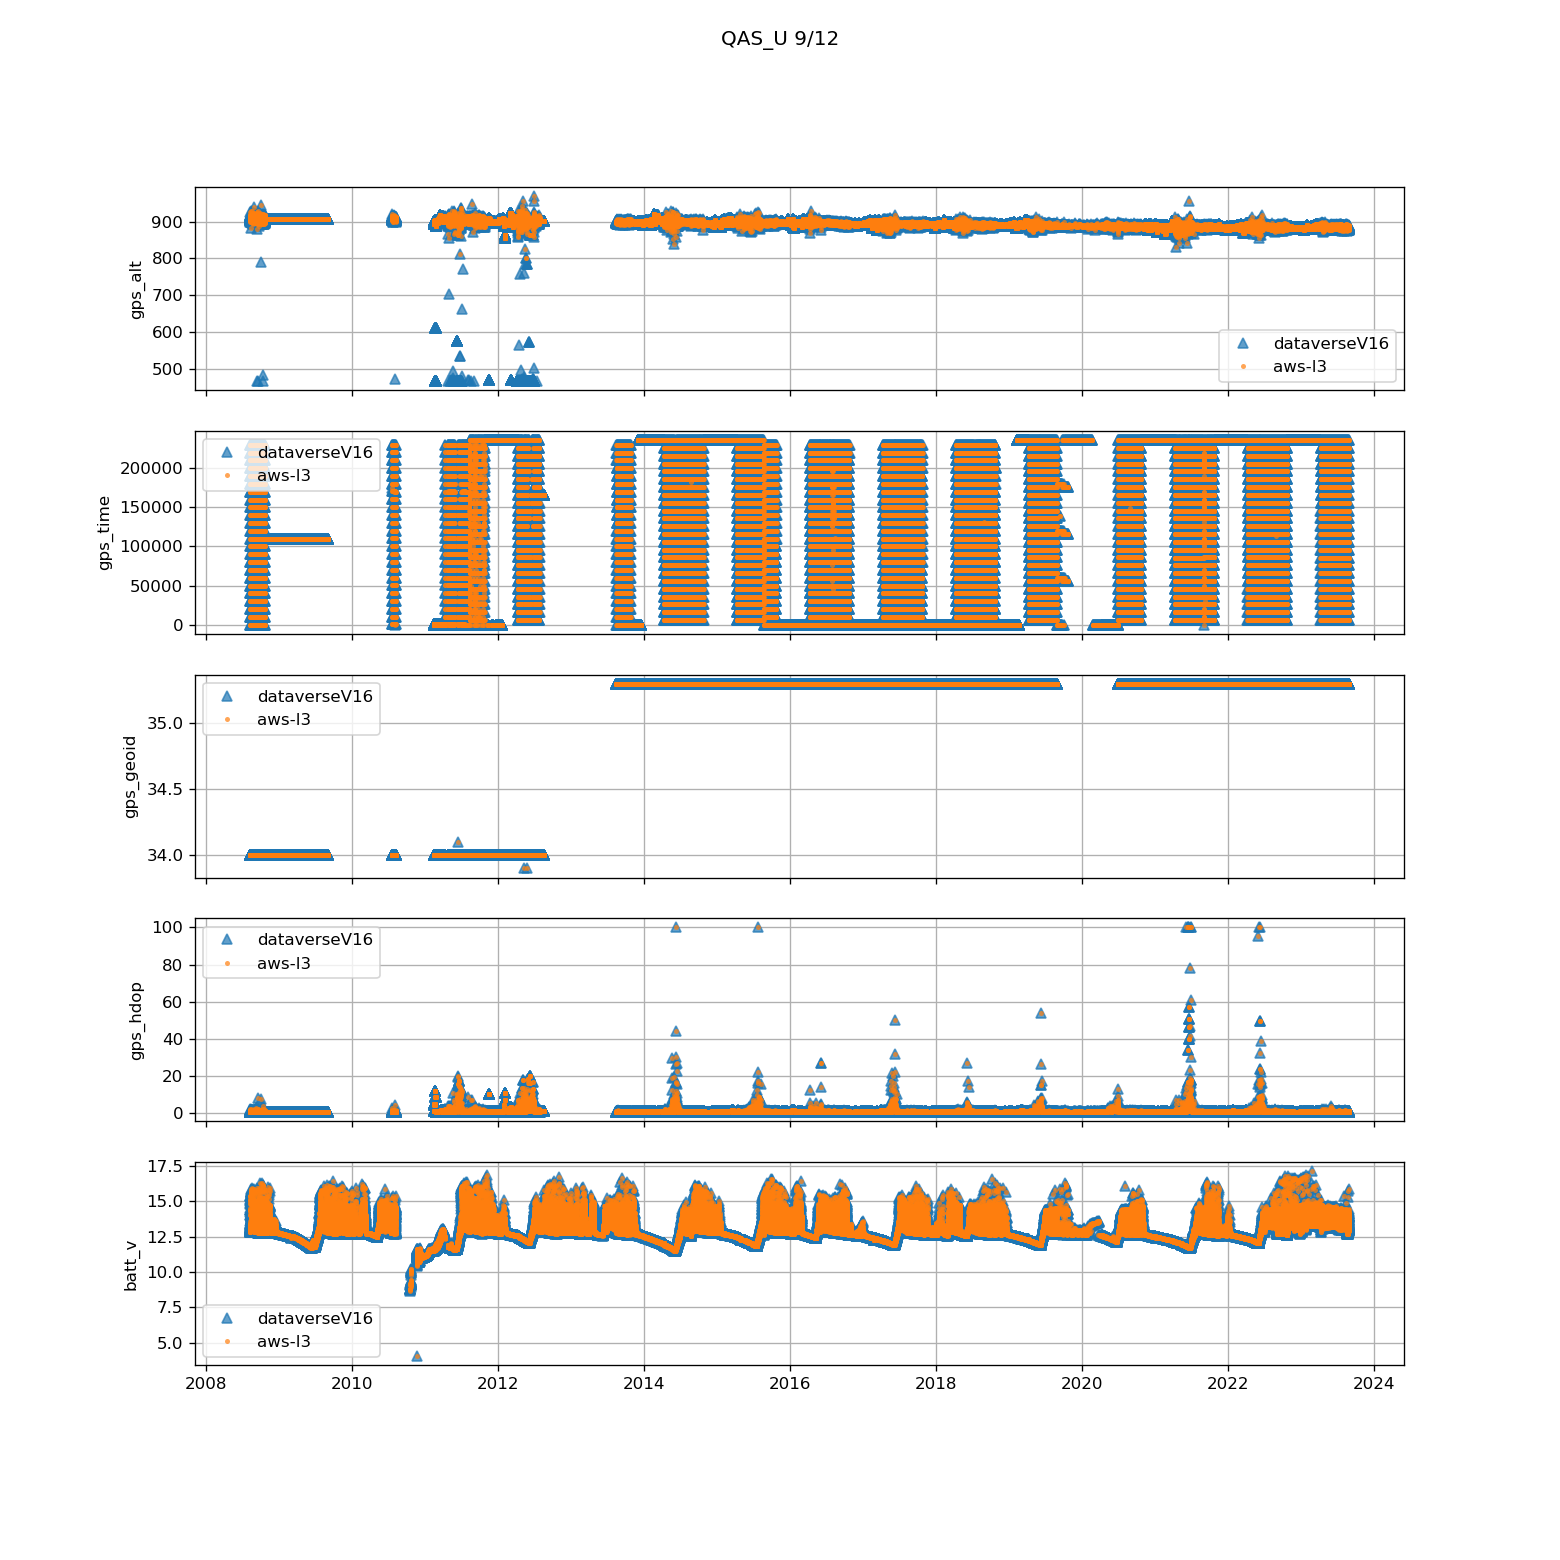 QAS_U 9/12
900
800
700
600
500
gps_alt
dataverseV16
aws-l3
200000
150000
100000
50000
0
gps_time
dataverseV16
aws-l3
35.0
34.5
34.0
gps_geoid
dataverseV16
aws-l3
100
80
60
40
20
0
gps_hdop
dataverseV16
aws-l3
17.5
15.0
12.5
10.0
7.5
5.0
batt_v
dataverseV16
aws-l3
2008 2010 2012 2014 2016 2018 2020 2022 2024